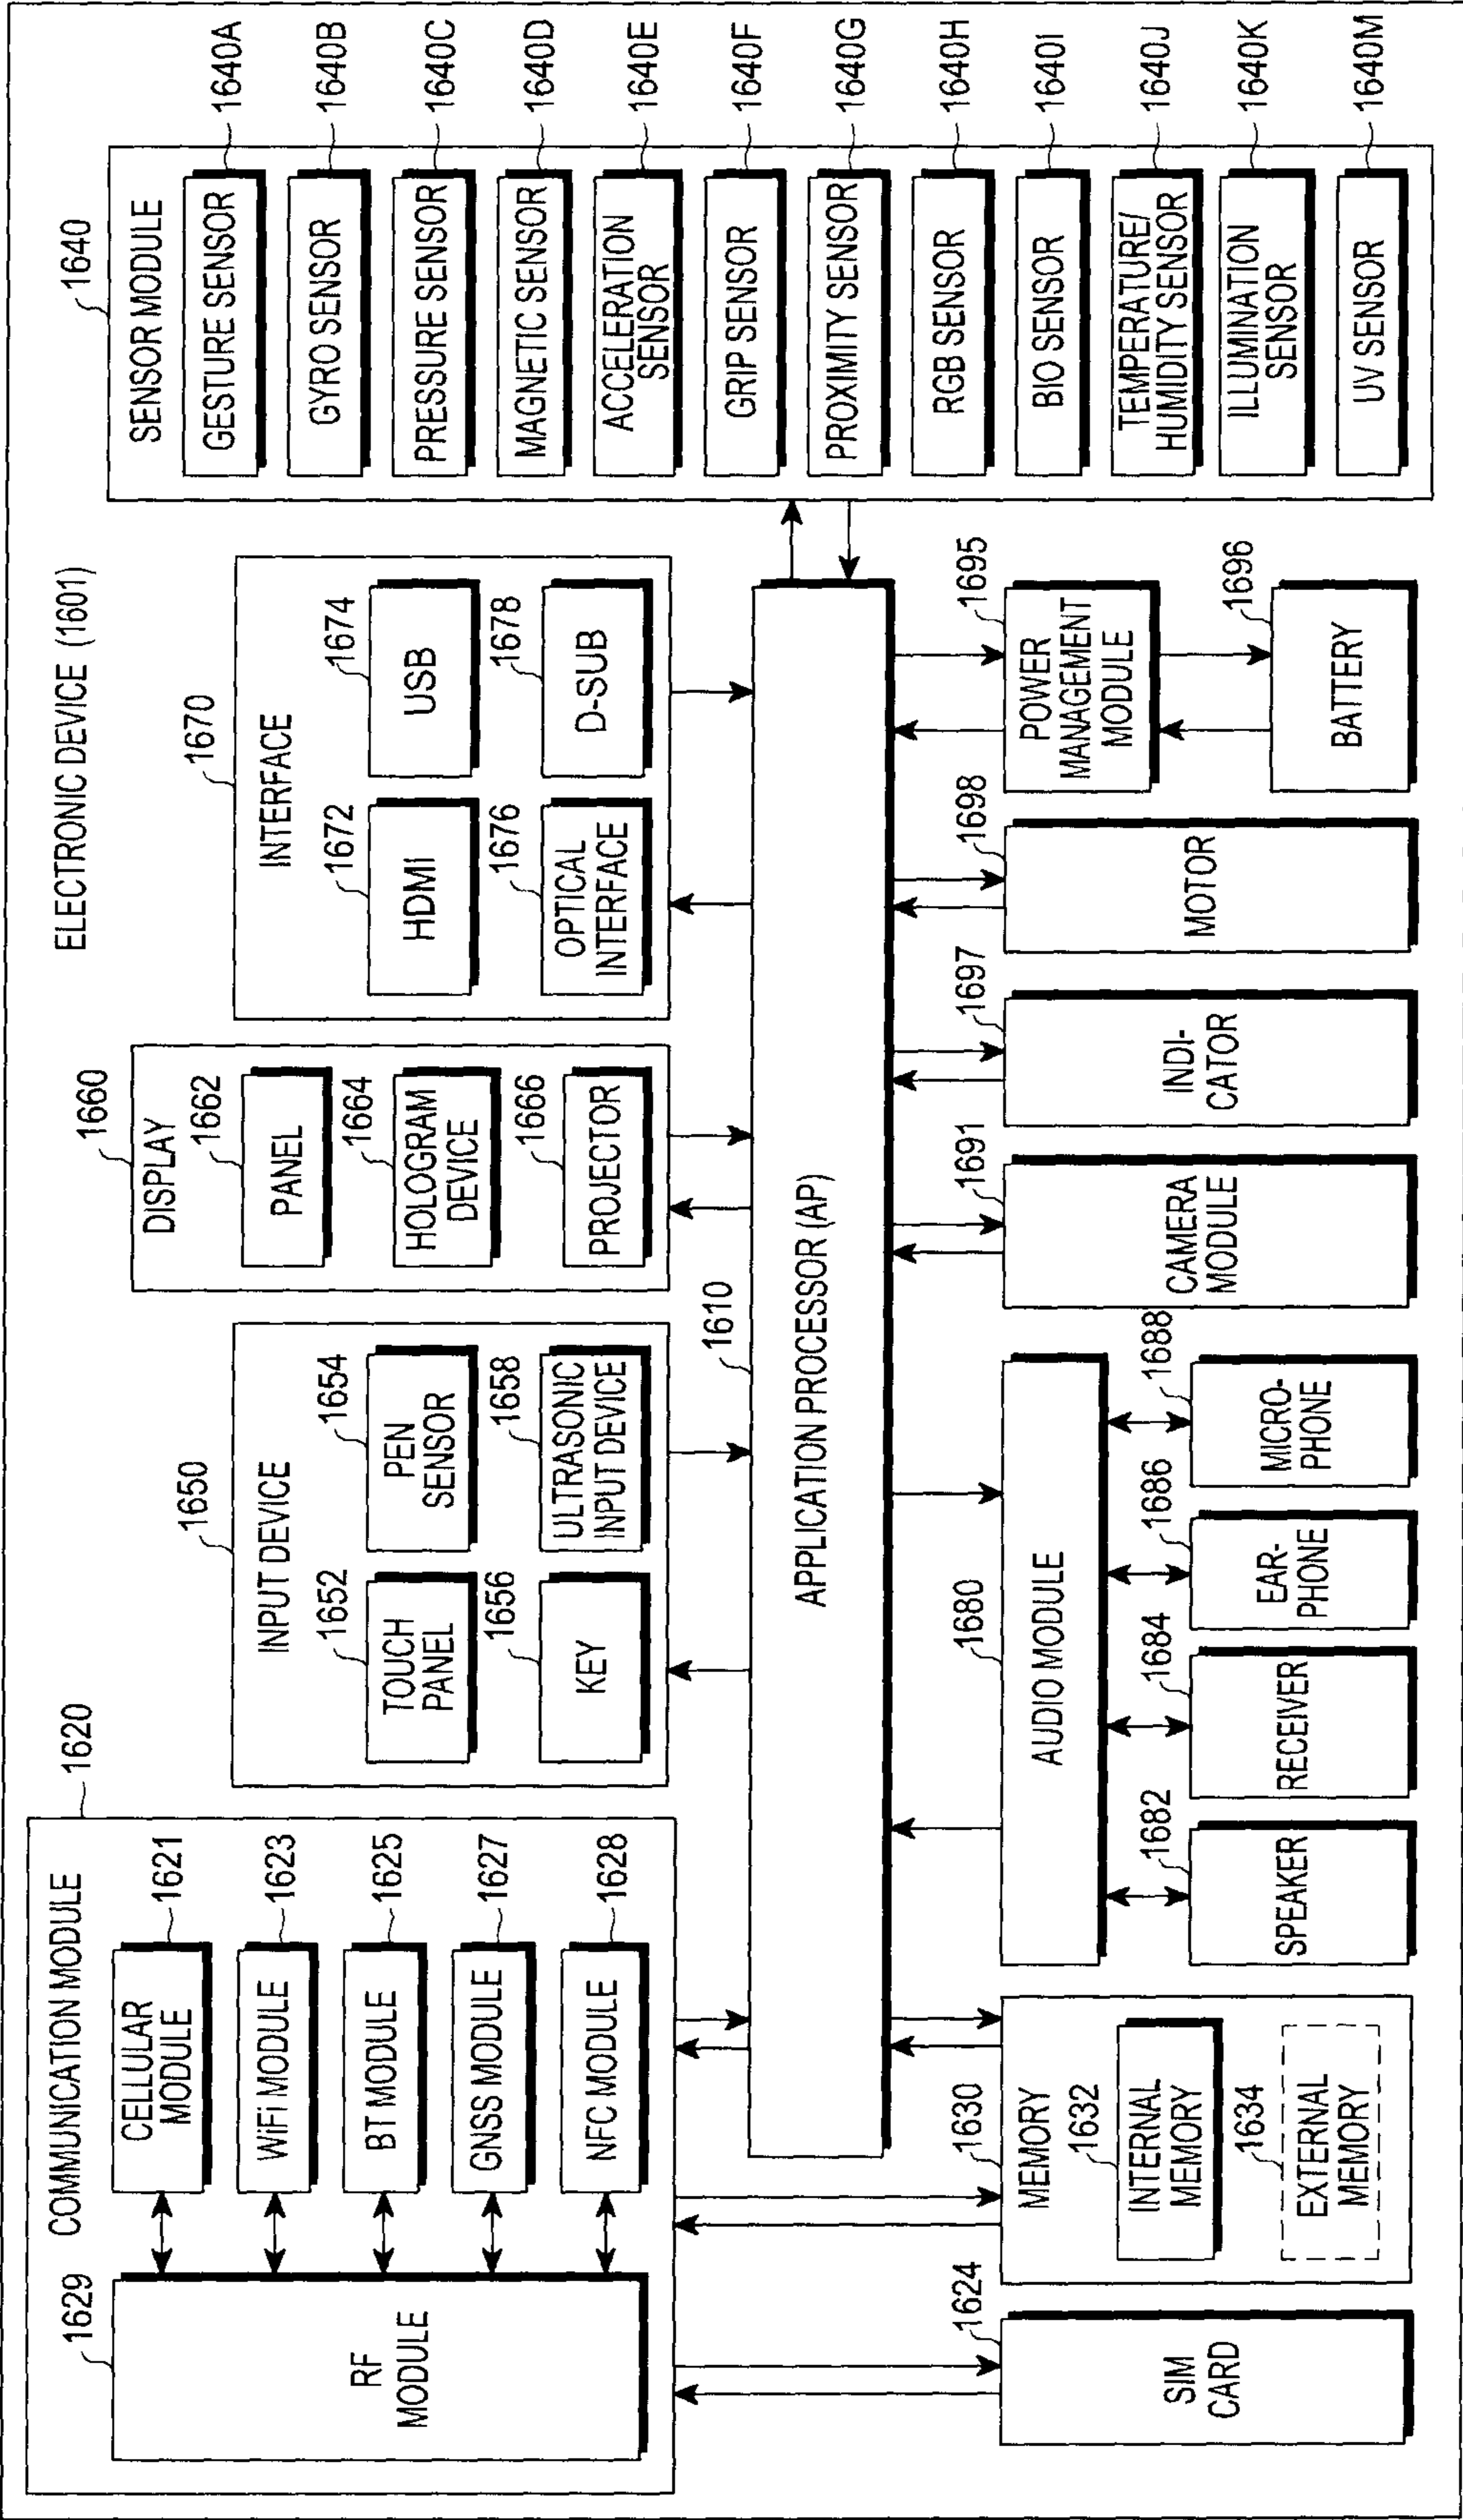 ELECTRONIC DEVICE (1601)
1620
COMMUNICATION MODULE
1629
RF
MODULE
CELLULAR
MODULE
1621
WiFi MODULE
1623
BT MODULE
1625
GNSS MODULE
1627
NFC MODULE
1628
1650
INPUT DEVICE
1652
TOUCH
PANEL
1654
PEN
SENSOR
1656
KEY
1658
ULTRASONIC
INPUT DEVICE
1660
DISPLAY
1662
PANEL
1664
HOLOGRAM
DEVICE
1666
PROJECTOR
1670
INTERFACE
1672
HDMI
1674
USB
1676
OPTICAL
INTERFACE
1678
D-SUB
1640
SENSOR MODULE
GESTURE SENSOR
1640A
GYRO SENSOR
1640B
PRESSURE SENSOR
1640C
MAGNETIC SENSOR
1640D
ACCELERATION
SENSOR
1640E
GRIP SENSOR
1640F
PROXIMITY SENSOR
1640G
RGB SENSOR
1640H
BIO SENSOR
1640I
TEMPERATURE/
HUMIDITY SENSOR
1640J
ILLUMINATION
SENSOR
1640K
UV SENSOR
1640M
1610
APPLICATION PROCESSOR (AP)
1624
SIM
CARD
1630
MEMORY
1632
INTERNAL
MEMORY
1634
EXTERNAL
MEMORY
1680
AUDIO MODULE
1682
SPEAKER
1684
RECEIVER
1686
EAR-
PHONE
1688
MICRO-
PHONE
1691
CAMERA
MODULE
1697
INDI-
CATOR
1698
MOTOR
1695
POWER
MANAGEMENT
MODULE
1696
BATTERY